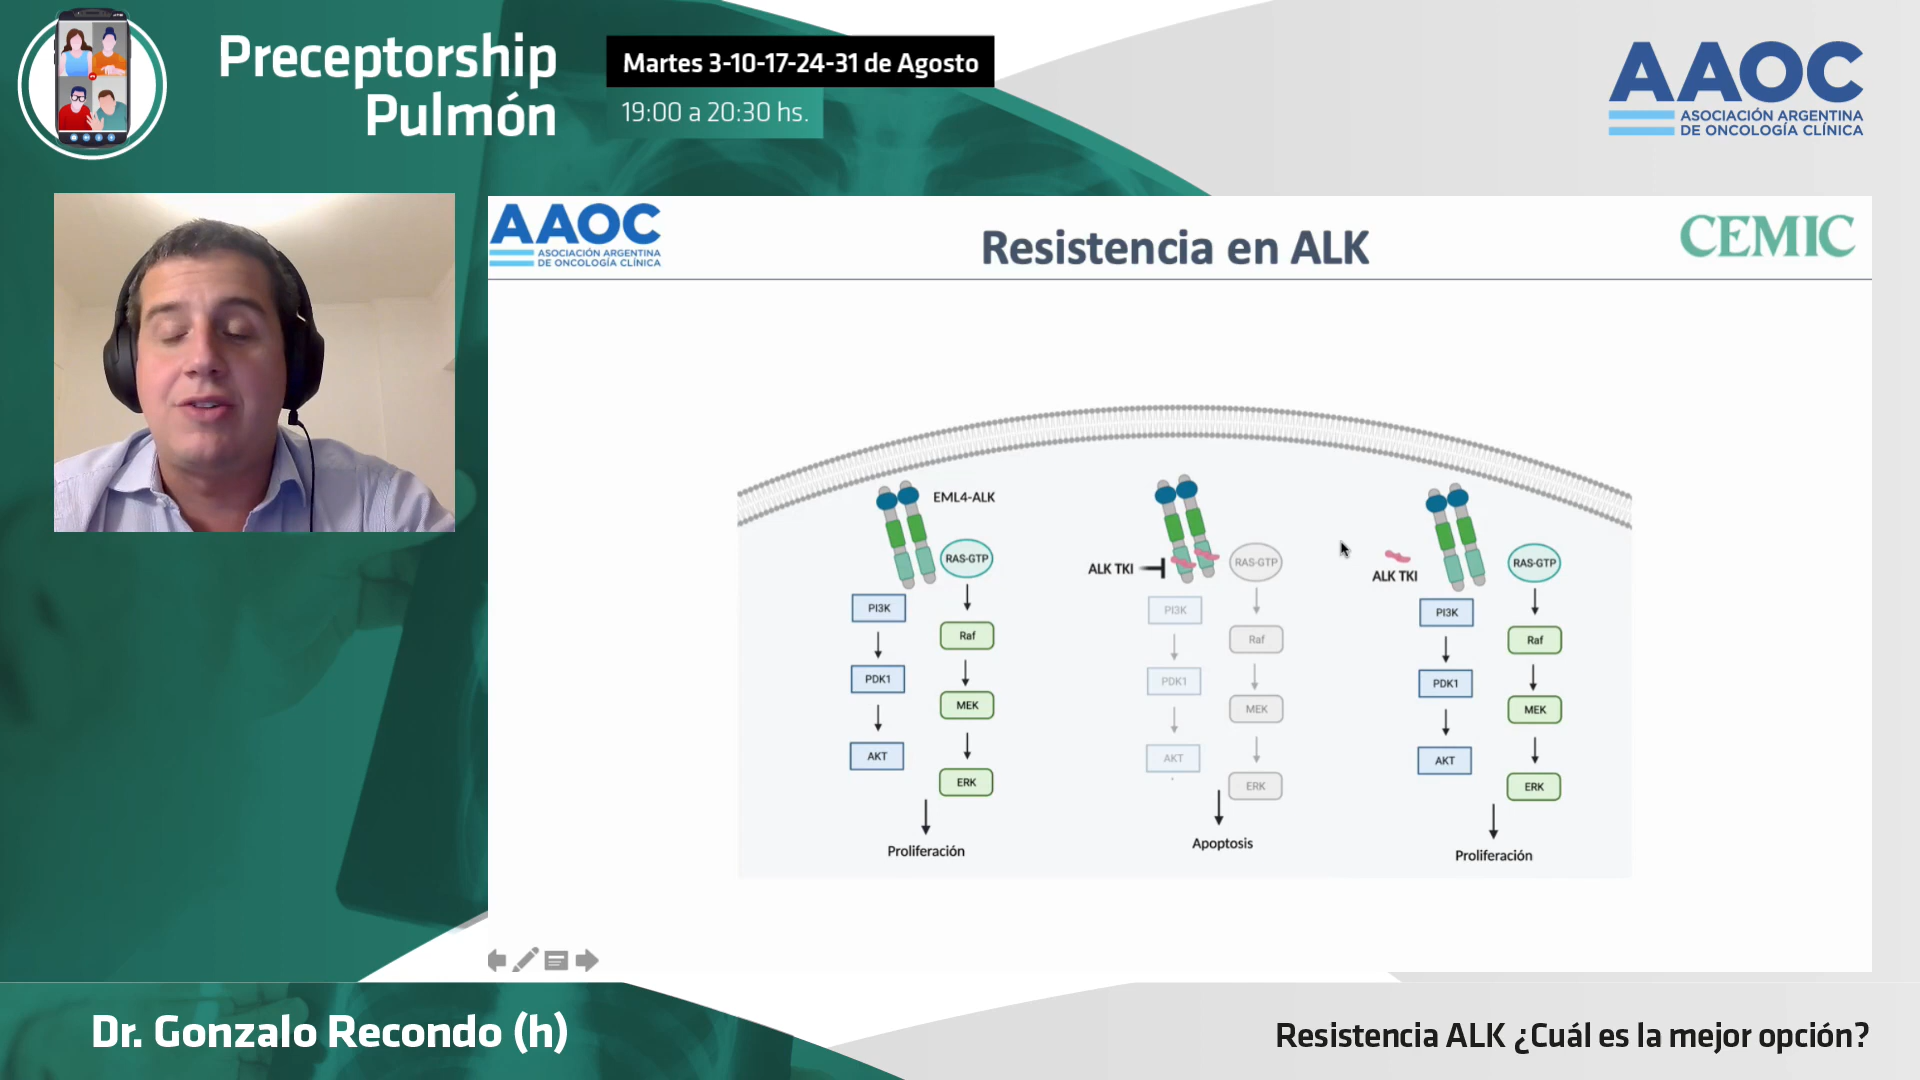 Preceptorship
Pulmón
Martes 3-10-17-24-31 de Agosto
19:00 a 20:30 hs.
AAOC
ASOCIACIÓN ARGENTINA
DE ONCOLOGÍA CLÍNICA
AAOC
ASOCIACIÓN ARGENTINA
DE ONCOLOGÍA CLÍNICA
Resistencia en ALK
CEMIC
EML4-ALK
RAS-GTP
PI3K
Raf
PDK1
MEK
AKT
ERK
Proliferación
ALK TKI
RAS-GTP
PI3K
Raf
PDK1
MEK
AKT
ERK
Apoptosis
ALK TKI
RAS-GTP
PI3K
Raf
PDK1
MEK
AKT
ERK
Proliferación
Dr. Gonzalo Recondo (h)
Resistencia ALK ¿Cuál es la mejor opción?